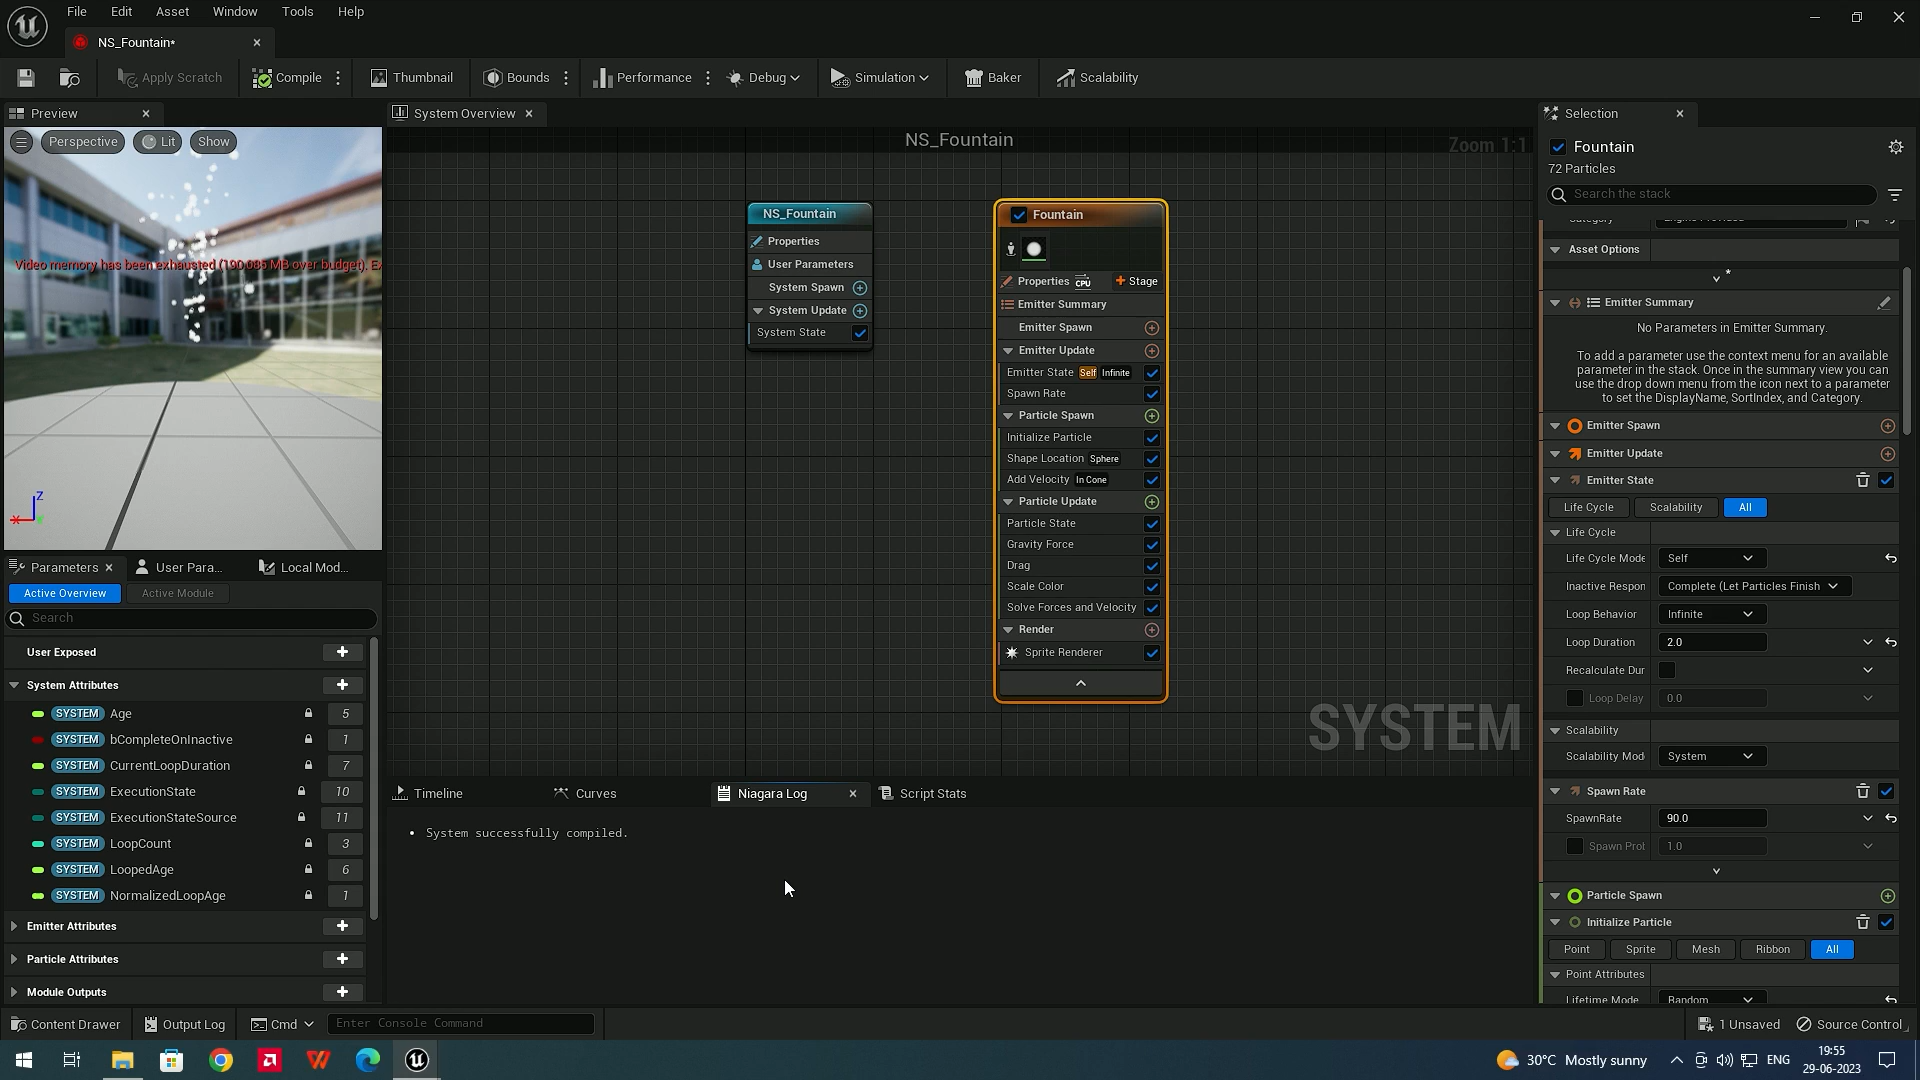 File Edit Asset Window Tools Help
NS_Fountain*
Apply Scratch Compile Thumbnail Bounds Performance Debug Simulation Baker Scalability
Preview
Perspective Lit Show
Video memory has been exhausted (190.086 MB over budget). Ex
Z
X
Parameters User Para... Local Mod...
Active Overview Active Module
Search
User Exposed
System Attributes
SYSTEM Age 5
SYSTEM bCompleteOnInactive 1
SYSTEM CurrentLoopDuration 7
SYSTEM ExecutionState 10
SYSTEM ExecutionStateSource 11
SYSTEM LoopCount 3
SYSTEM LoopedAge 6
SYSTEM NormalizedLoopAge 1
Emitter Attributes
Particle Attributes
Module Outputs
System Overview
NS_Fountain
Zoom 1:1
NS_Fountain
Properties
User Parameters
System Spawn
System Update
System State
Fountain
Properties CPU Stage
Emitter Summary
Emitter Spawn
Emitter Update
Emitter State Self Infinite
Spawn Rate
Particle Spawn
Initialize Particle
Shape Location Sphere
Add Velocity In Cone
Particle Update
Particle State
Gravity Force
Drag
Scale Color
Solve Forces and Velocity
Render
Sprite Renderer
SYSTEM
Timeline Curves Niagara Log Script Stats
• System successfully compiled.
Selection
Fountain
72 Particles
Search the stack
Asset Options
Emitter Summary
No Parameters in Emitter Summary.
To add a parameter use the context menu for an available
parameter in the stack. Once in the summary view you can
use the drop down menu from the icon next to a parameter
to set the DisplayName, SortIndex, and Category.
Emitter Spawn
Emitter Update
Emitter State
Life Cycle Scalability All
Life Cycle
Life Cycle Mode Self
Inactive Respon Complete (Let Particles Finish
Loop Behavior Infinite
Loop Duration 2.0
Recalculate Dur
Loop Delay 0.0
Scalability
Scalability Mod System
Spawn Rate
SpawnRate 90.0
Spawn Prob 1.0
Particle Spawn
Initialize Particle
Point Sprite Mesh Ribbon All
Point Attributes
Lifetime Mode Random
Content Drawer Output Log Cmd Enter Console Command
1 Unsaved Source Control
30°C Mostly sunny ENG 19:55
29-06-2023